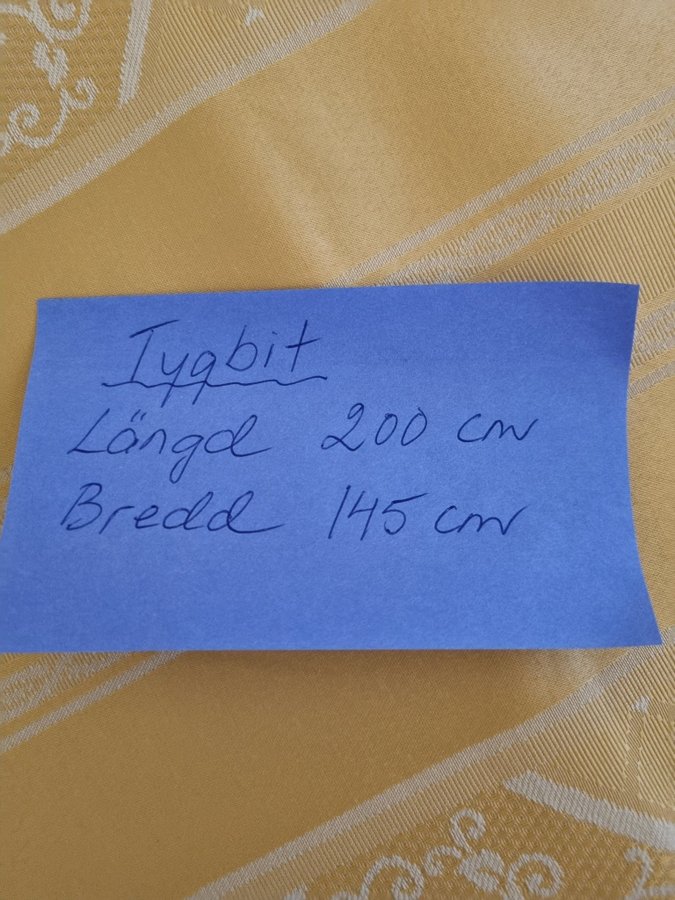 Tygbit
Längd 200 cm
Bredd 145 cm